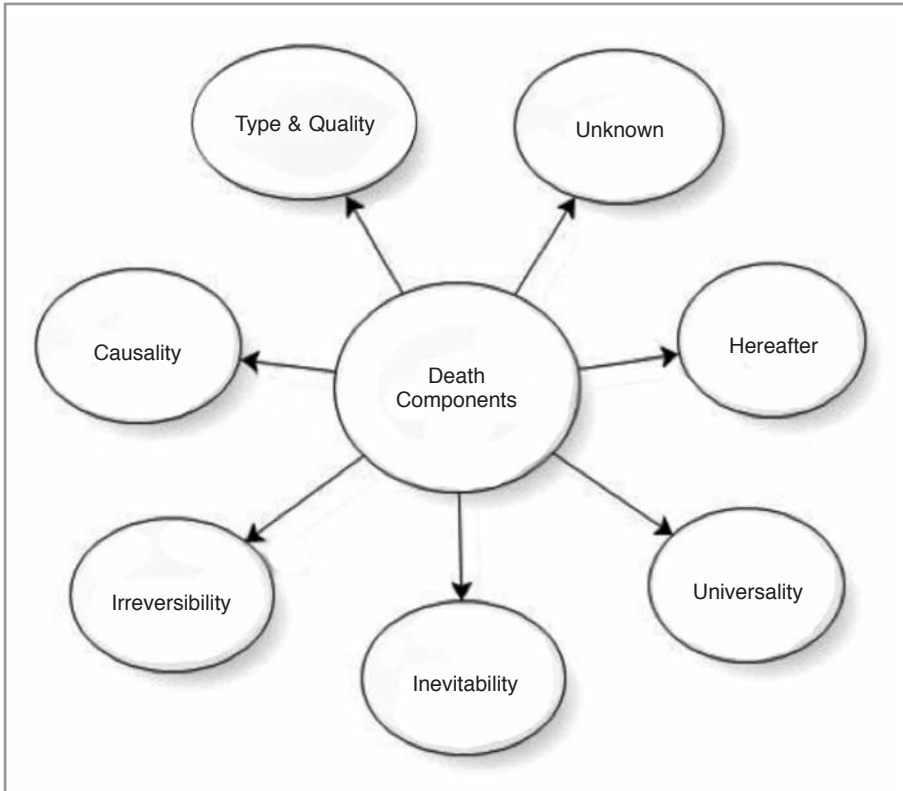 Type & Quality
Unknown
Causality
Hereafter
Death
Components
Irreversibility
Universality
Inevitability